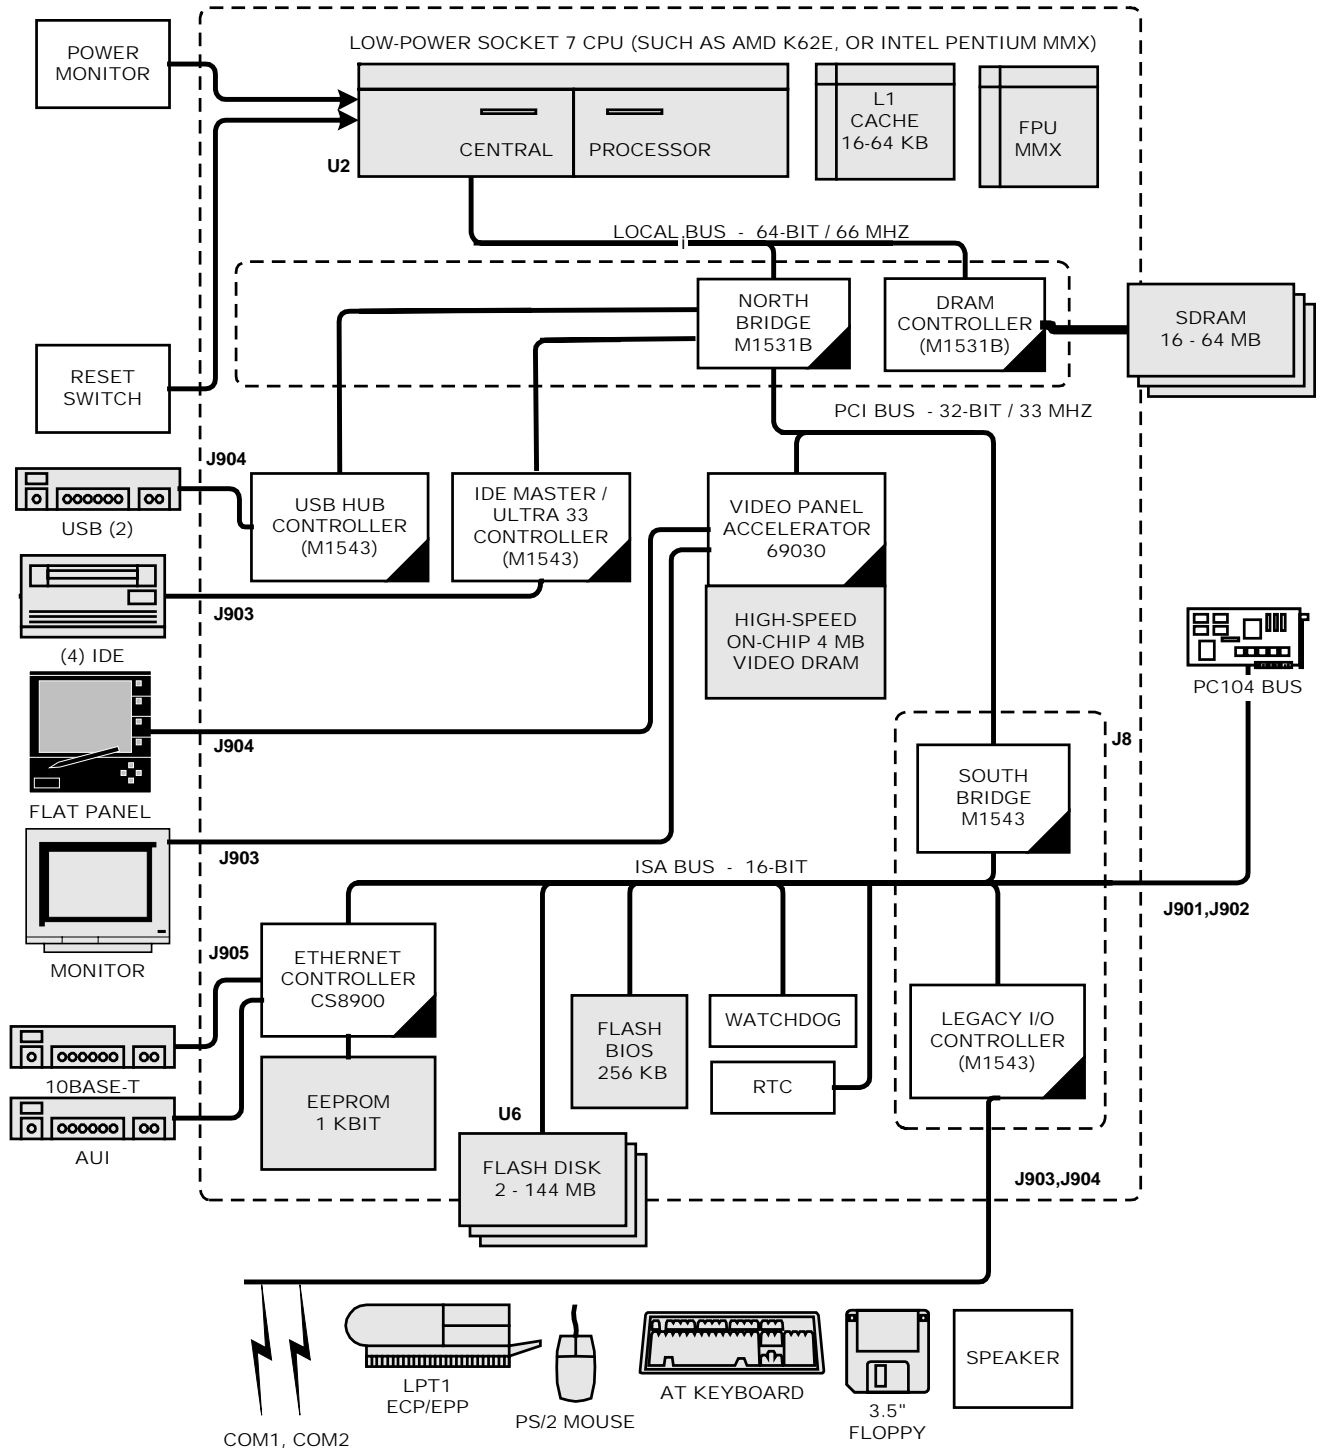 POWER
MONITOR
LOW-POWER SOCKET 7 CPU (SUCH AS AMD K62E, OR INTEL PENTIUM MMX)
CENTRAL
PROCESSOR
U2
L1
CACHE
16-64 KB
FPU
MMX
LOCAL BUS - 64-BIT / 66 MHZ
NORTH
BRIDGE
M1531B
DRAM
CONTROLLER
(M1531B)
SDRAM
16 - 64 MB
RESET
SWITCH
PCI BUS - 32-BIT / 33 MHZ
J904
USB (2)
USB HUB
CONTROLLER
(M1543)
IDE MASTER /
ULTRA 33
CONTROLLER
(M1543)
VIDEO PANEL
ACCELERATOR
69030
HIGH-SPEED
ON-CHIP 4 MB
VIDEO DRAM
J903
(4) IDE
PC104 BUS
J904
FLAT PANEL
J8
SOUTH
BRIDGE
M1543
J903
MONITOR
ISA BUS - 16-BIT
J901,J902
J905
ETHERNET
CONTROLLER
CS8900
10BASE-T
AUI
EEPROM
1 KBIT
FLASH
BIOS
256 KB
WATCHDOG
RTC
LEGACY I/O
CONTROLLER
(M1543)
U6
FLASH DISK
2 - 144 MB
J903,J904
COM1, COM2
LPT1
ECP/EPP
PS/2 MOUSE
AT KEYBOARD
3.5"
FLOPPY
SPEAKER